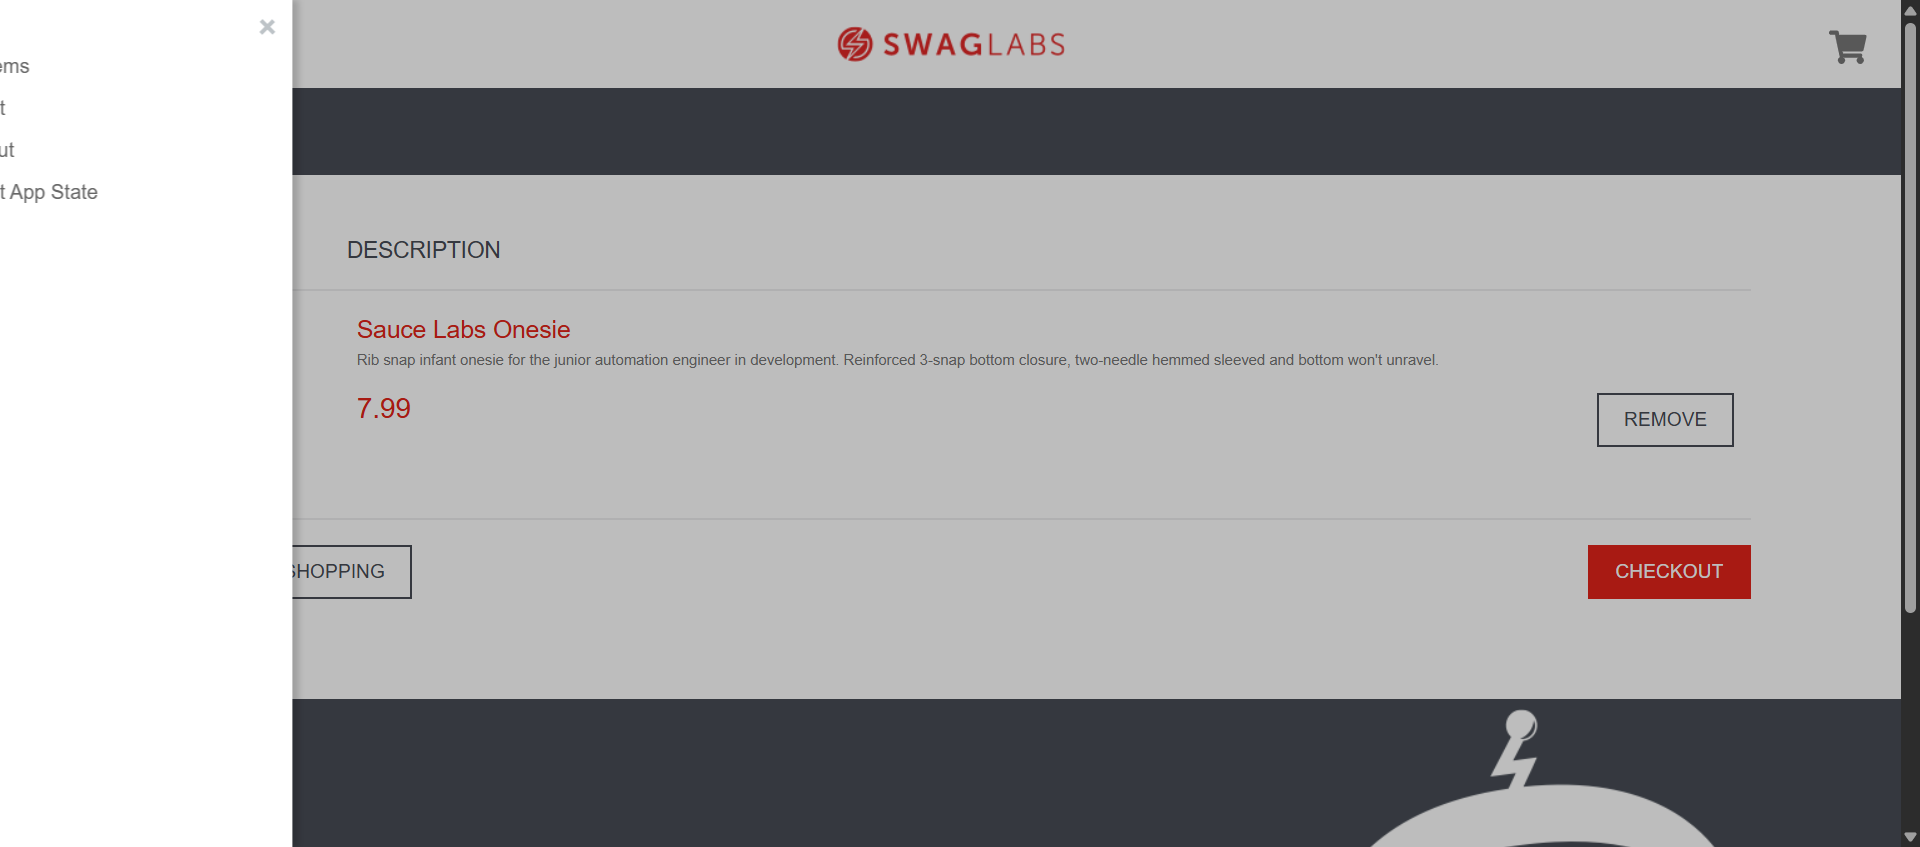 ems
t
ut
t App State
SWAGLABS
DESCRIPTION
Sauce Labs Onesie
Rib snap infant onesie for the junior automation engineer in development. Reinforced 3-snap bottom closure, two-needle hemmed sleeved and bottom won't unravel.
7.99
REMOVE
SHOPPING
CHECKOUT